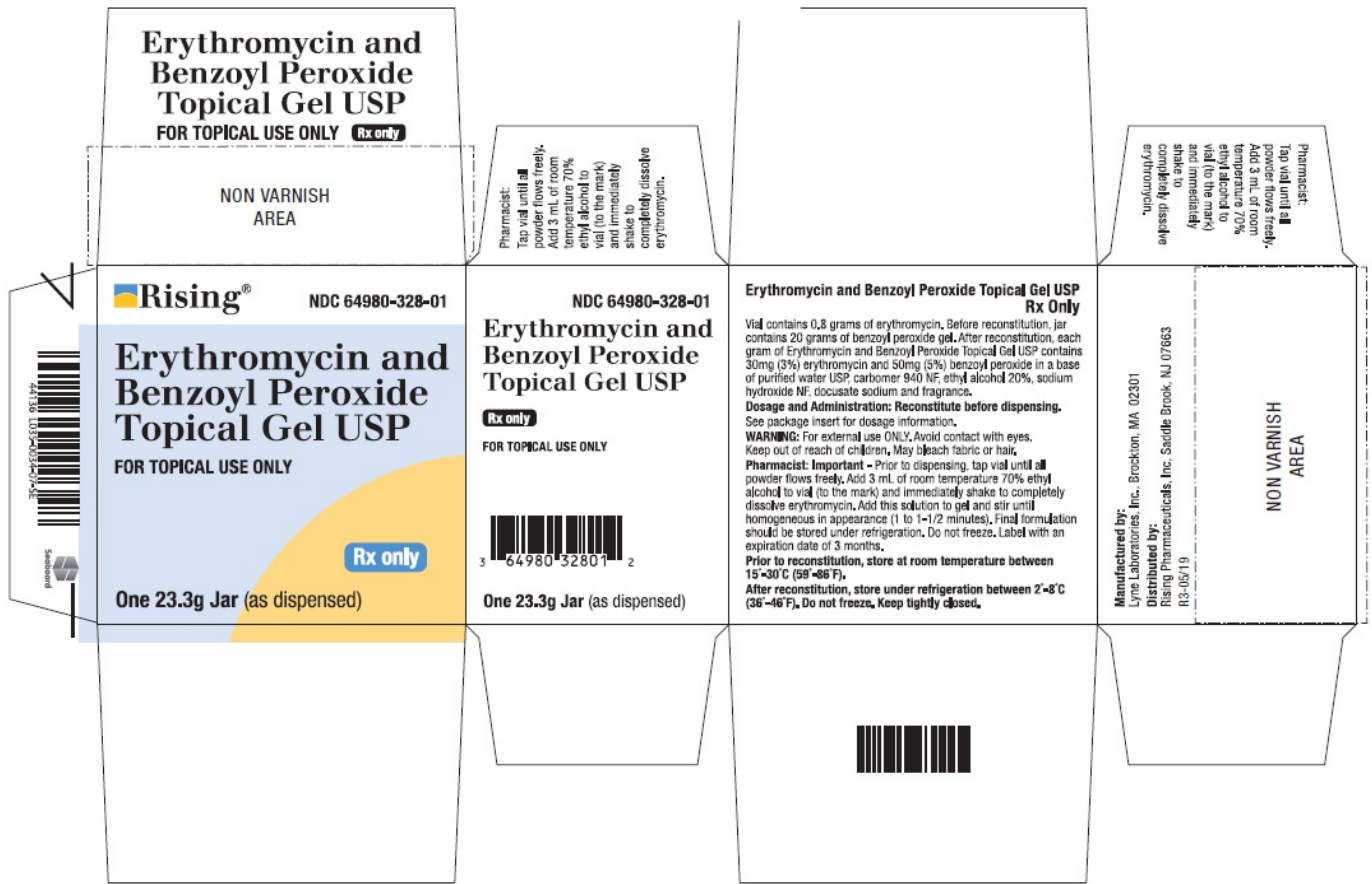 Erythromycin and
Benzoyl Peroxide
Topical Gel USP
FOR TOPICAL USE ONLY Rx only
NON VARNISH
AREA
Pharmacist:
Tap vial until all
powder flows freely.
Add 3 mL of room
temperature 70%
ethyl alcohol to
vial (to the mark)
and immediately
shake to
completely dissolve
erythromycin.
Pharmacist:
Tap vial until all
powder flows freely.
Add 3 mL of room
temperature 70%
ethyl alcohol to
vial (to the mark)
and immediately
shake to
completely dissolve
erythromycin.
44136 L035-0034-07-SE
Seaboard
Rising® NDC 64980-328-01
Erythromycin and
Benzoyl Peroxide
Topical Gel USP
FOR TOPICAL USE ONLY
Rx only
One 23.3g Jar (as dispensed)
NDC 64980-328-01
Erythromycin and
Benzoyl Peroxide
Topical Gel USP
Rx only
FOR TOPICAL USE ONLY
3 64980 32801 2
One 23.3g Jar (as dispensed)
Erythromycin and Benzoyl Peroxide Topical Gel USP
Rx Only
Vial contains 0.8 grams of erythromycin. Before reconstitution, jar
contains 20 grams of benzoyl peroxide gel. After reconstitution, each
gram of Erythromycin and Benzoyl Peroxide Topical Gel USP contains
30mg (3%) erythromycin and 50mg (5%) benzoyl peroxide in a base
of purified water USP, carbomer 940 NF, ethyl alcohol 20%, sodium
hydroxide NF, docusate sodium and fragrance.
Dosage and Administration: Reconstitute before dispensing.
See package insert for dosage information.
WARNING: For external use ONLY. Avoid contact with eyes.
Keep out of reach of children. May bleach fabric or hair.
Pharmacist: Important - Prior to dispensing, tap vial until all
powder flows freely. Add 3 mL of room temperature 70% ethyl
alcohol to vial (to the mark) and immediately shake to completely
dissolve erythromycin. Add this solution to gel and stir until
homogeneous in appearance (1 to 1-1/2 minutes). Final formulation
should be stored under refrigeration. Do not freeze. Label with an
expiration date of 3 months.
Prior to reconstitution, store at room temperature between
15°-30°C (59°-86°F).
After reconstitution, store under refrigeration between 2°-8°C
(36°-46°F). Do not freeze. Keep tightly closed.
Manufactured by:
Lyne Laboratories, Inc., Brockton, MA 02301
Distributed by:
Rising Pharmaceuticals, Inc, Saddle Brook, NJ 07663
R3-05/19
NON VARNISH
AREA